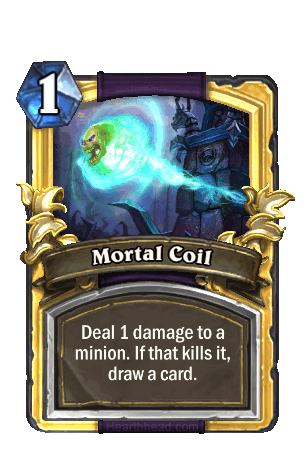 1
Mortal Coil
Deal 1 damage to a
minion. If that kills it,
draw a card.
Hearthhead.com